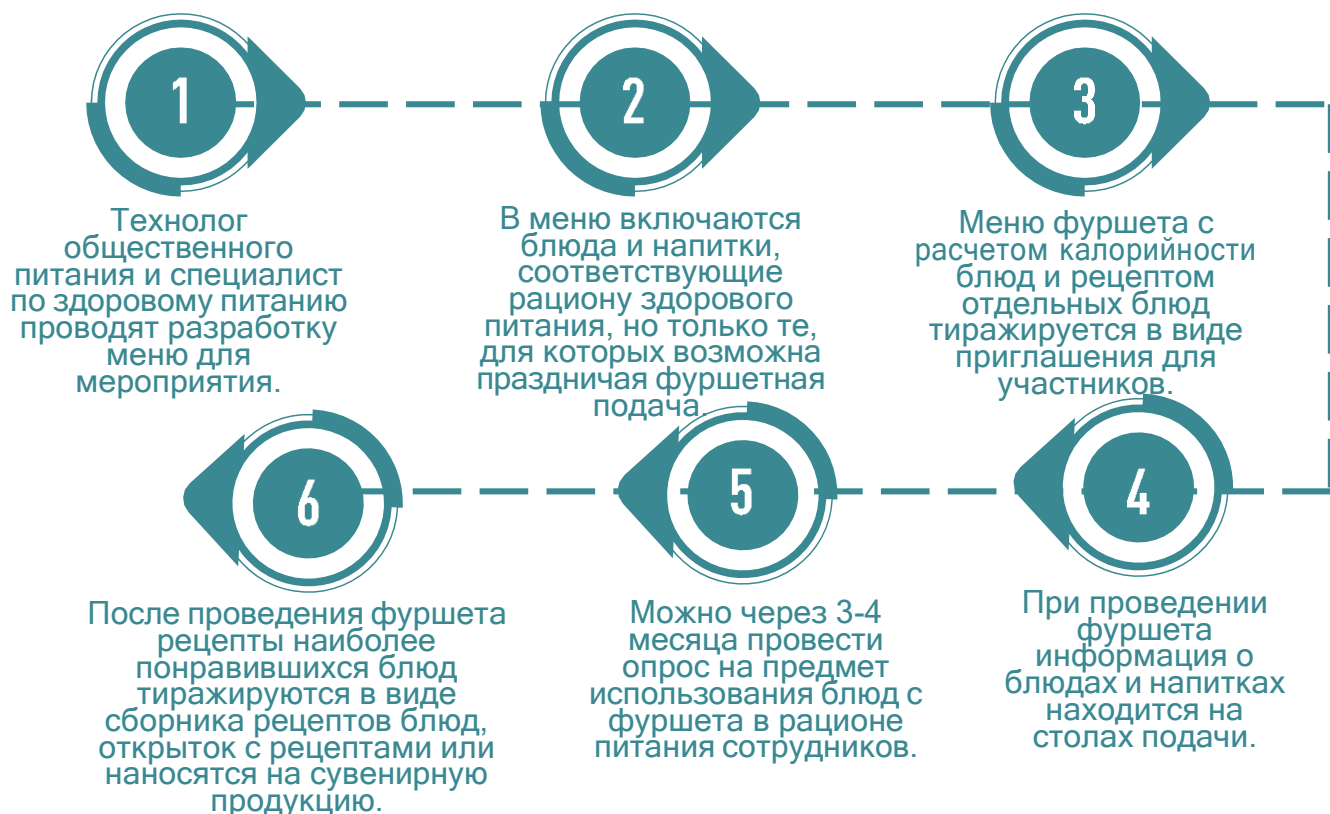 1
Технолог
общественного
питания и специалист
по здоровому питанию
проводят разработку
меню для
мероприятия.
2
В меню включаются
блюда и напитки,
соответствующие
рациону здорового
питания, но только те,
для которых возможна
праздничая фуршетная
подача.
3
Меню фуршета с
расчетом калорийности
блюд и рецептом
отдельных блюд
тиражируется в виде
приглашения для
участников.
4
При проведении
фуршета
информация о
блюдах и напитках
находится на
столах подачи.
5
Можно через 3-4
месяца провести
опрос на предмет
использования блюд с
фуршета в рационе
питания сотрудников.
6
После проведения фуршета
рецепты наиболее
понравившихся блюд
тиражируются в виде
сборника рецептов блюд,
открыток с рецептами или
наносятся на сувенирную
продукцию.